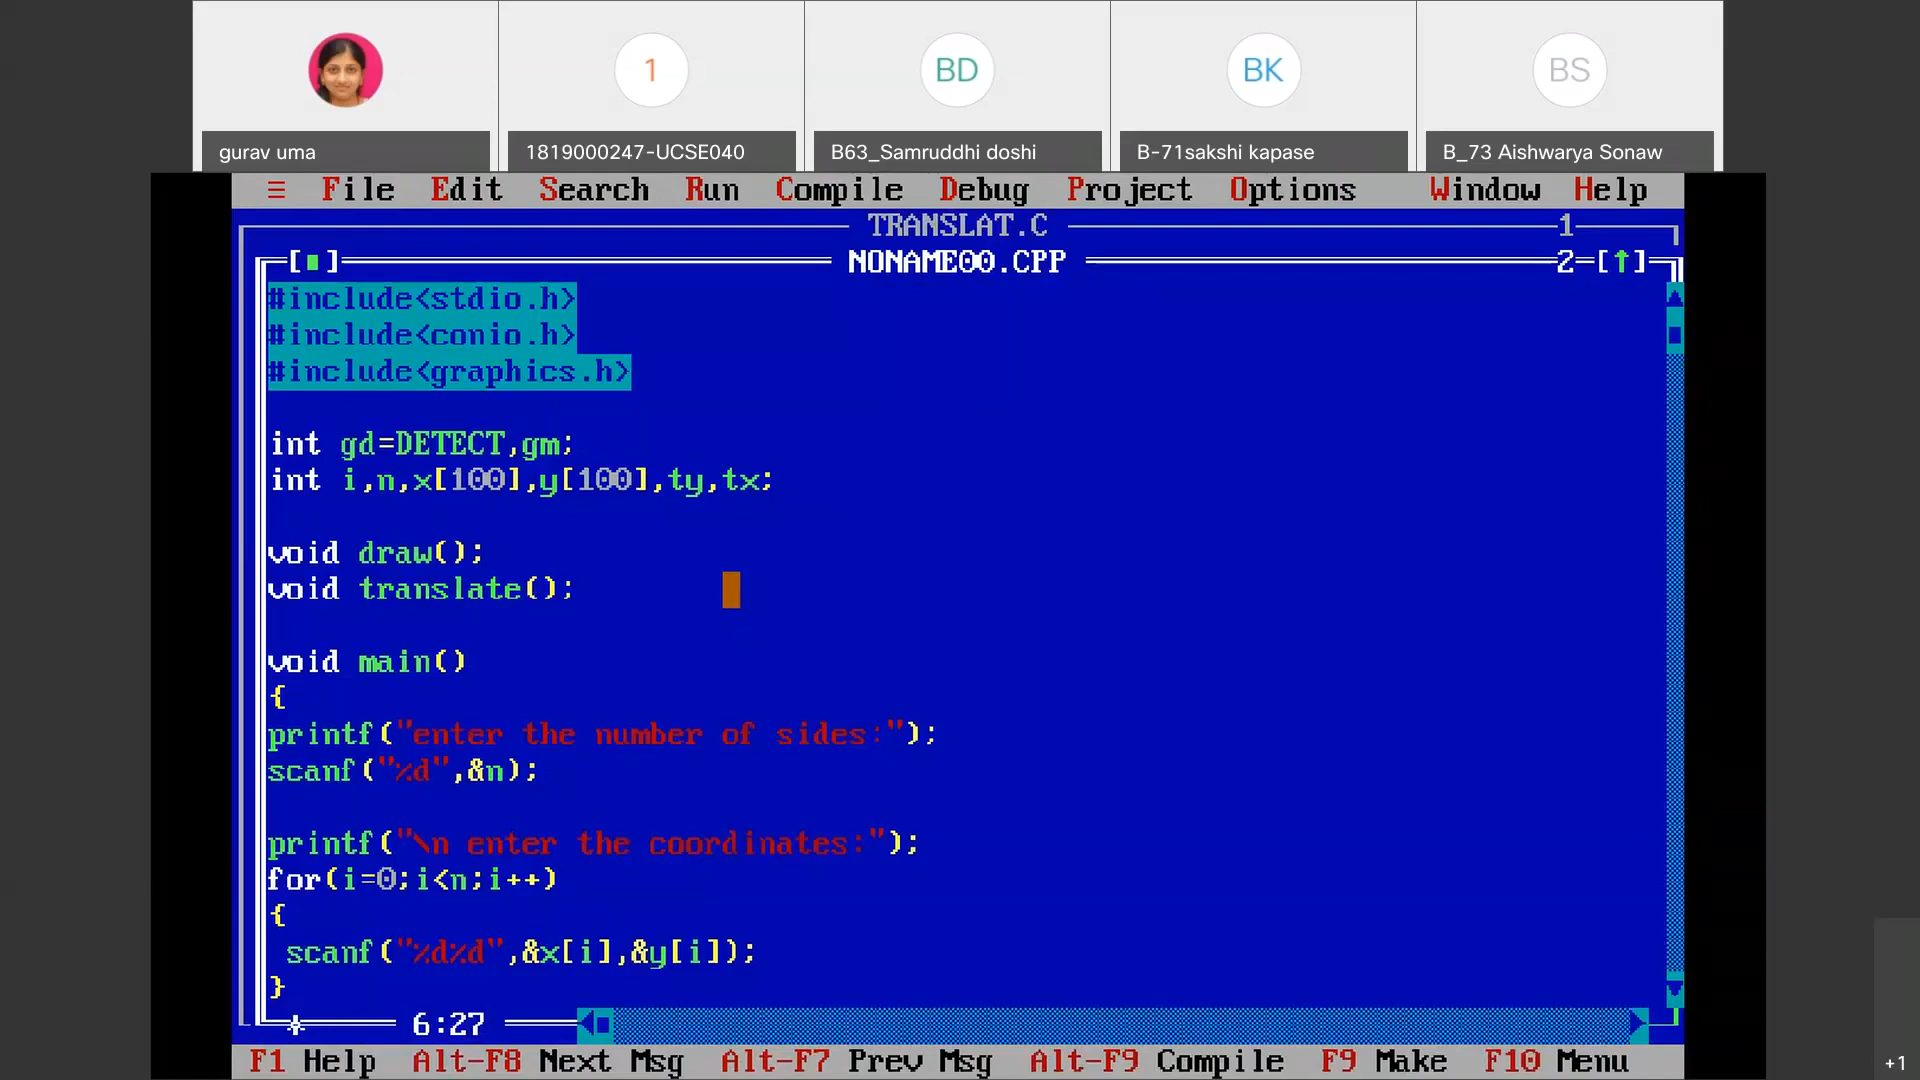 1 BD BK BS
gurav uma 1819000247-UCSE040 B63_Samruddhi doshi B-71sakshi kapase B_73 Aishwarya Sonaw
≡ File Edit Search Run Compile Debug Project Options Window Help
TRANSLAT.C 1
[■] NONAME00.CPP 2=[↑]
#include<stdio.h>
#include<conio.h>
#include<graphics.h>
int gd=DETECT,gm;
int i,n,x[100],y[100],ty,tx;
void draw();
void translate();
void main()
{
printf("enter the number of sides:");
scanf("%d",&n);
printf("\n enter the coordinates:");
for(i=0;i<n;i++)
{
scanf("%d%d",&x[i],&y[i]);
}
6:27
F1 Help Alt-F8 Next Msg Alt-F7 Prev Msg Alt-F9 Compile F9 Make F10 Menu
+1